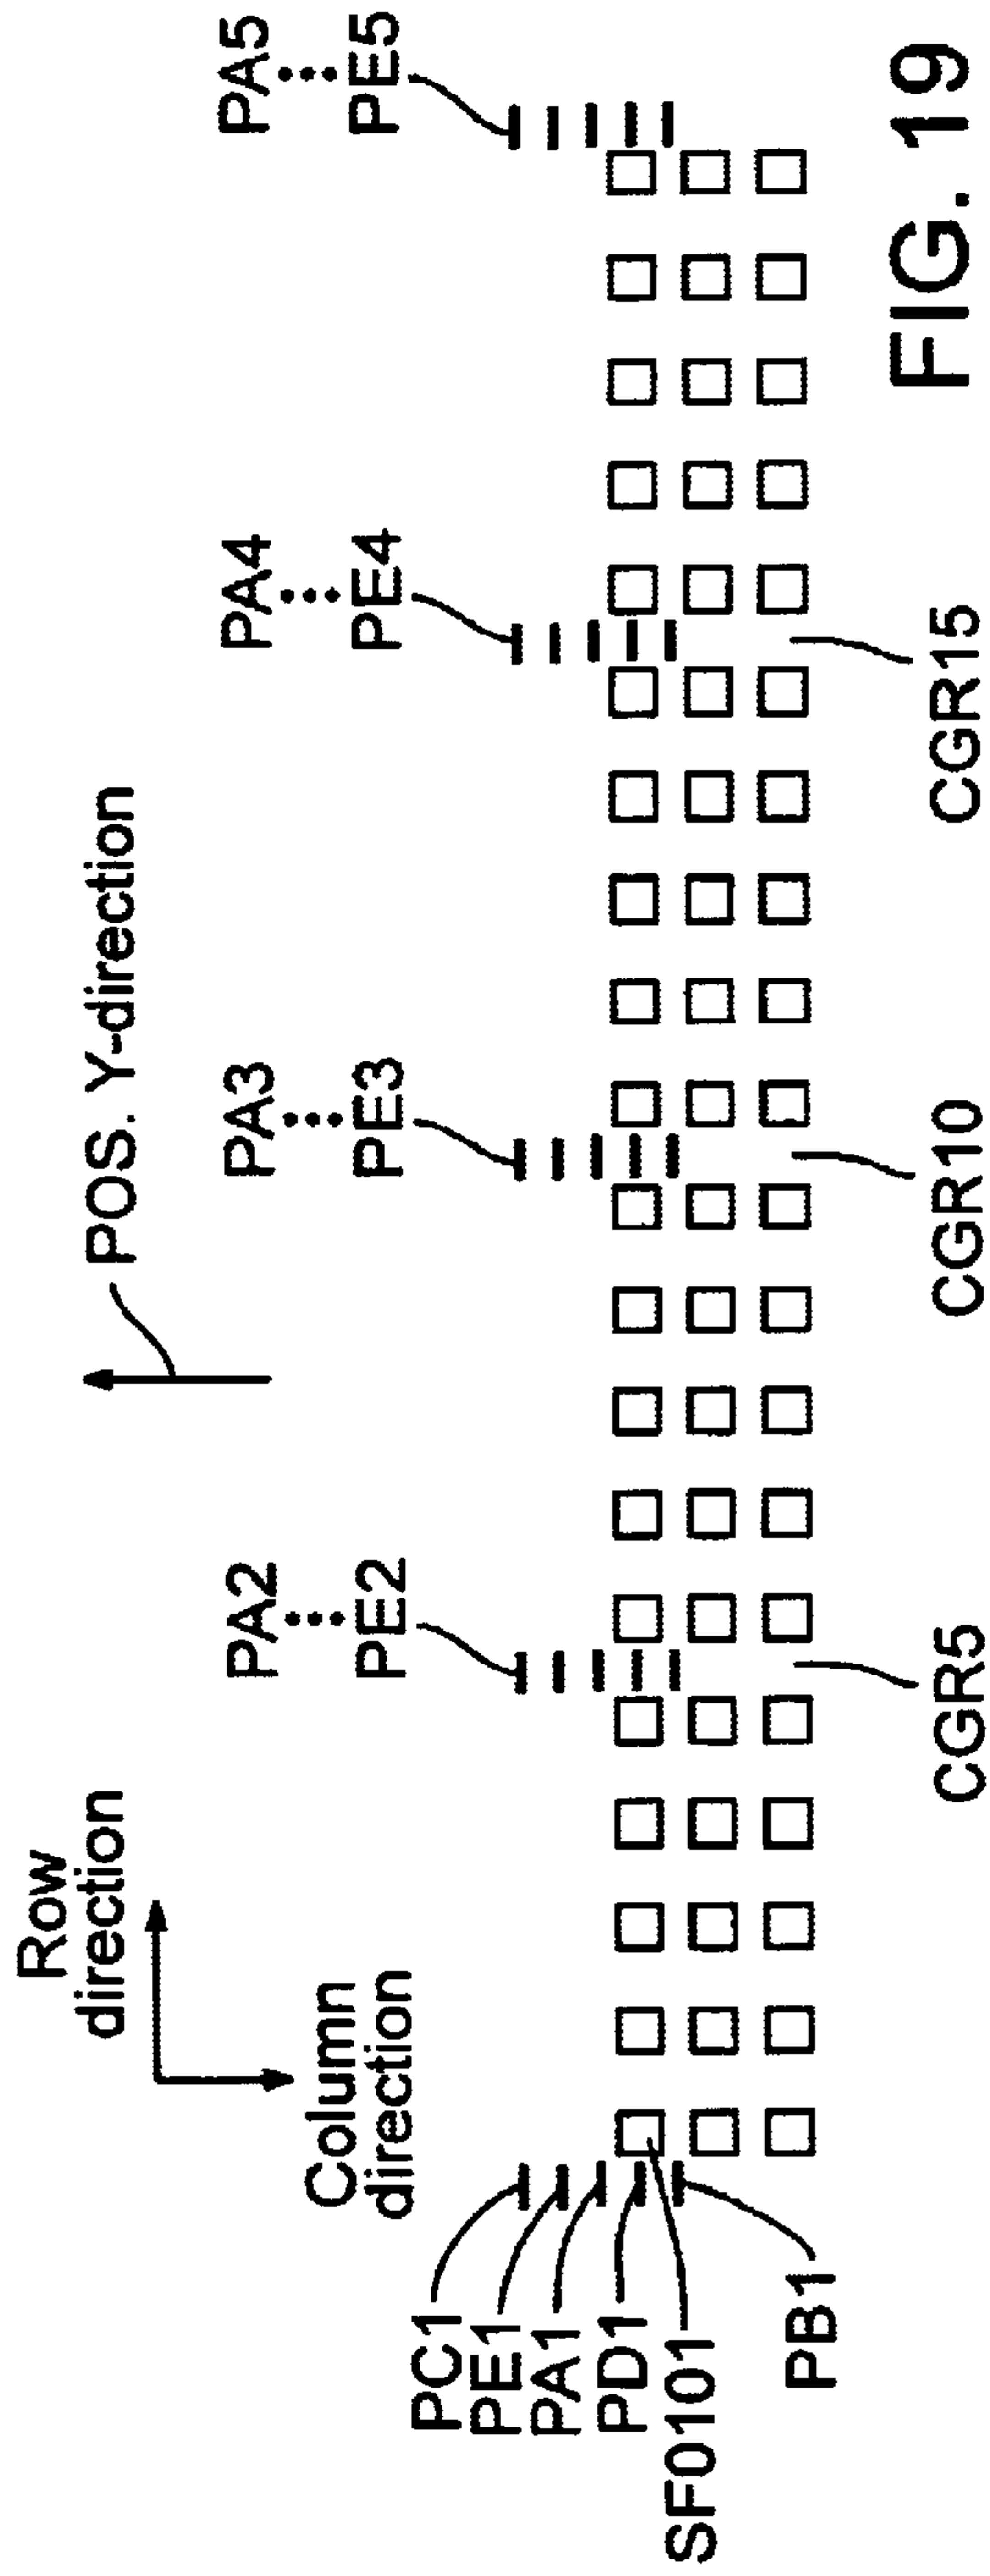 Row
direction
Column
direction
POS. Y-direction
PA2
PE2
PA3
PE3
PA4
PE4
PA5
PE5
PC1
PE1
PA1
PD1
SF0101
PB1
CGR5
CGR10
CGR15
FIG. 19